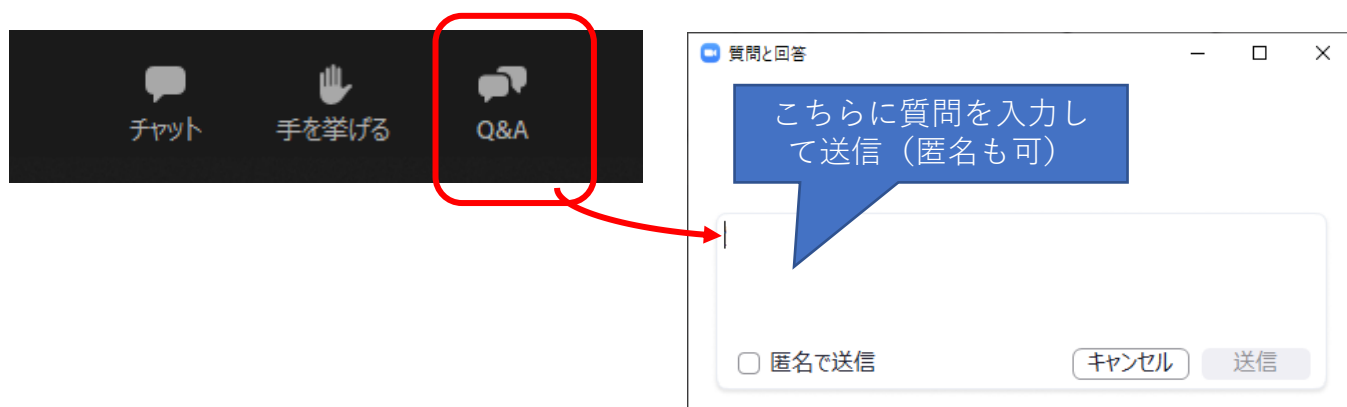 チャット
手を挙げる
Q&A
質問と回答
こちらに質問を入力し
て送信（匿名も可）
匿名で送信
キャンセル
送信